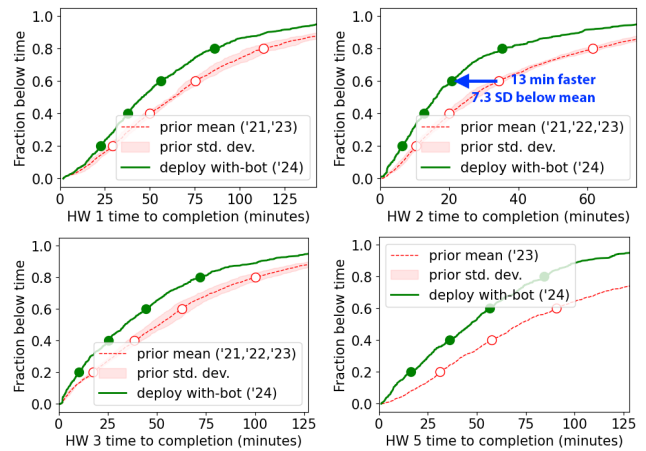 1.0
0.8
0.6
0.4
0.2
0.0
Fraction below time
prior mean ('21,'23)
prior std. dev.
deploy with-bot ('24)
0 25 50 75 100 125
HW 1 time to completion (minutes)
1.0
0.8
0.6
0.4
0.2
0.0
Fraction below time
13 min faster
7.3 SD below mean
prior mean ('21,'22,'23)
prior std. dev.
deploy with-bot ('24)
0 20 40 60
HW 2 time to completion (minutes)
1.0
0.8
0.6
0.4
0.2
0.0
Fraction below time
prior mean ('21,'22,'23)
prior std. dev.
deploy with-bot ('24)
0 25 50 75 100 125
HW 3 time to completion (minutes)
1.0
0.8
0.6
0.4
0.2
0.0
Fraction below time
prior mean ('23)
prior std. dev.
deploy with-bot ('24)
0 25 50 75 100 125
HW 5 time to completion (minutes)